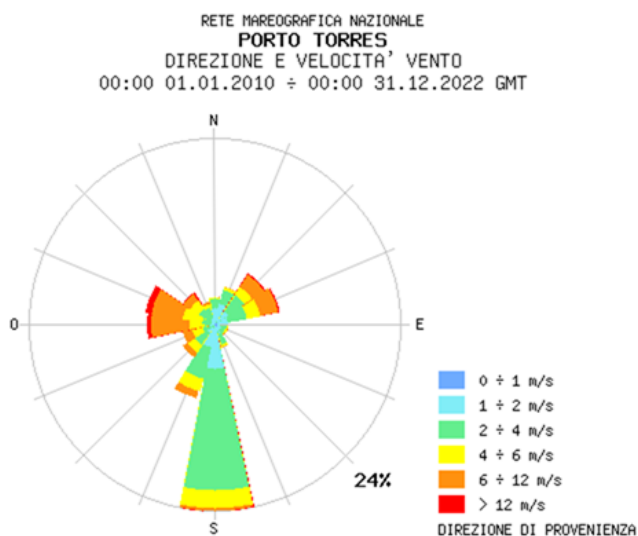 RETE MAREOGRAFICA NAZIONALE
PORTO TORRES
DIREZIONE E VELOCITA' VENTO
00:00 01.01.2010 ÷ 00:00 31.12.2022 GMT
N
O
E
S
24%
0 ÷ 1 m/s
1 ÷ 2 m/s
2 ÷ 4 m/s
4 ÷ 6 m/s
6 ÷ 12 m/s
> 12 m/s
DIREZIONE DI PROVENIENZA